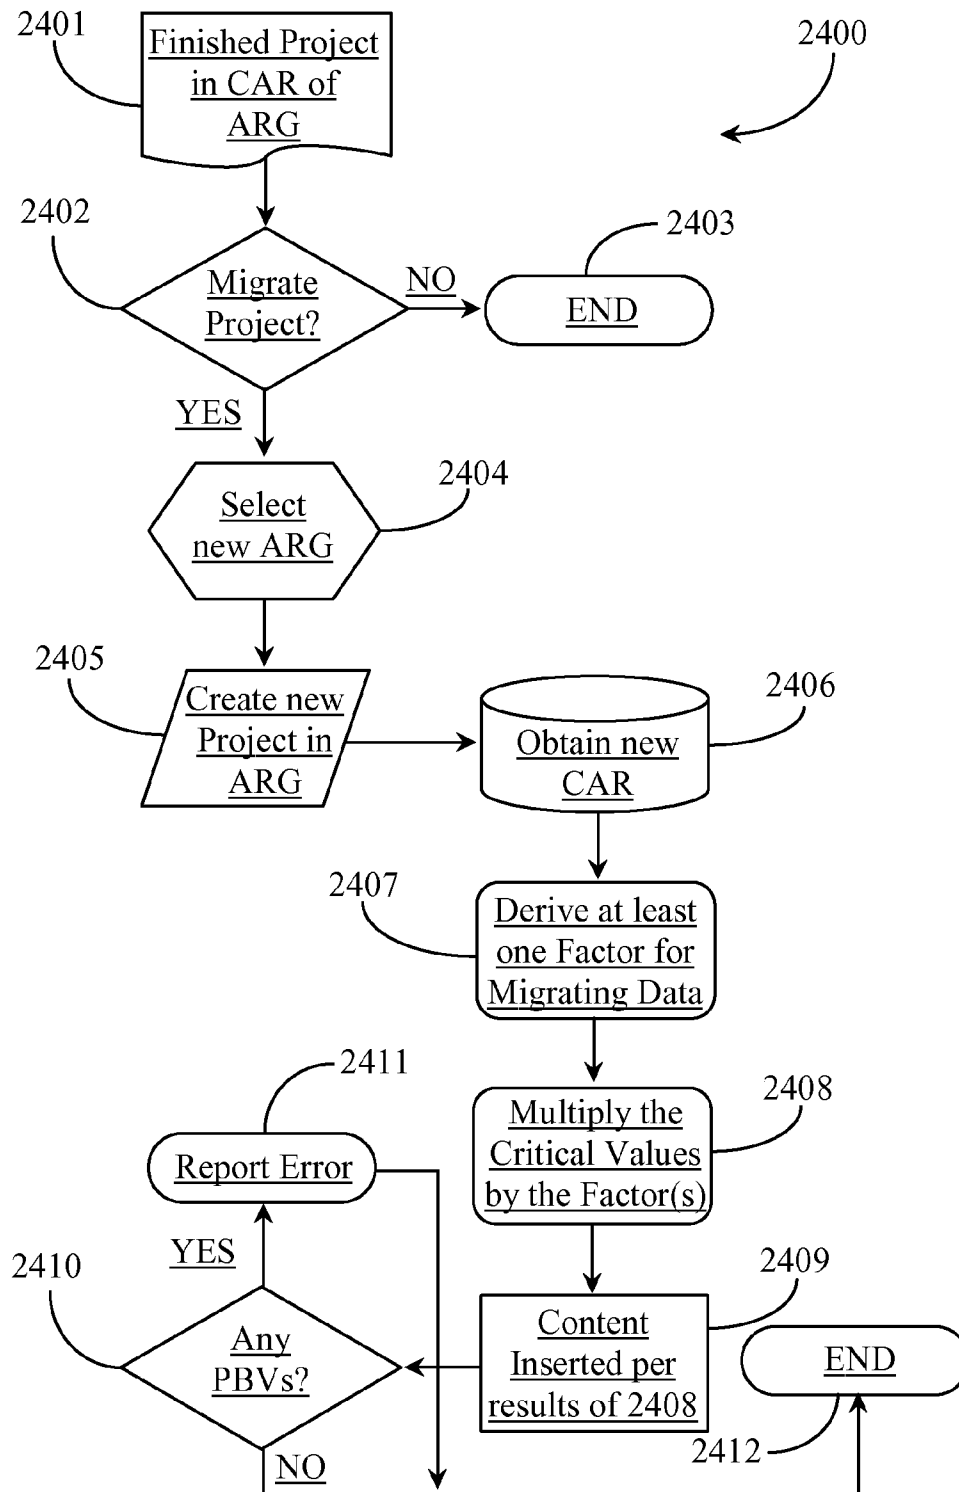 2401
Finished Project
in CAR of
ARG
2400
2402
Migrate
Project?
NO
2403
END
YES
2404
Select
new ARG
2405
Create new
Project in
ARG
2406
Obtain new
CAR
2407
Derive at least
one Factor for
Migrating Data
2408
Multiply the
Critical Values
by the Factor(s)
2411
Report Error
YES
2410
Any
PBVs?
NO
2409
Content
Inserted per
results of 2408
END
2412